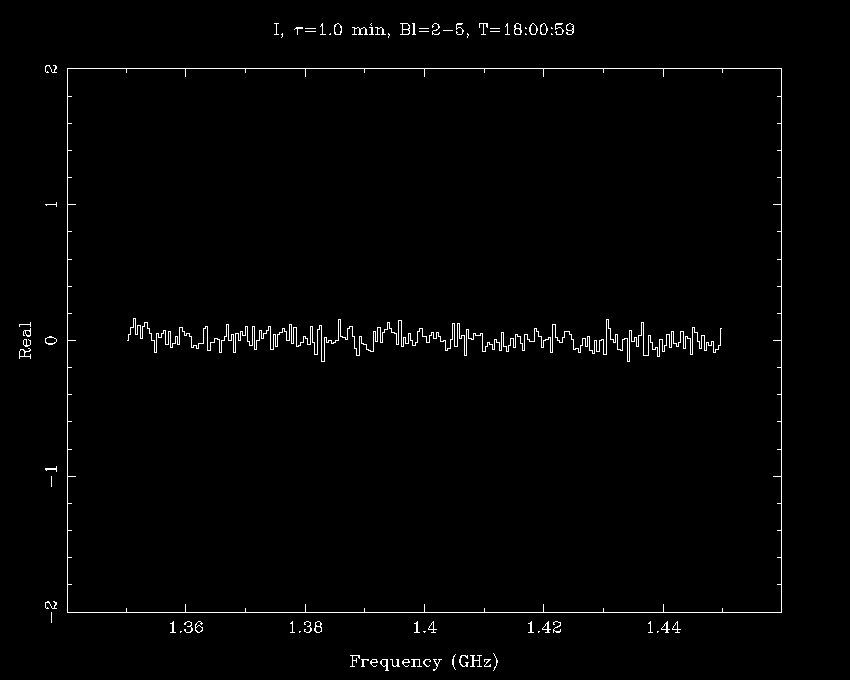 I, τ=1.0 min, Bl=2−5, T=18:00:59
2
1
0
−1
−2
Real
1.36 1.38 1.4 1.42 1.44
Frequency (GHz)